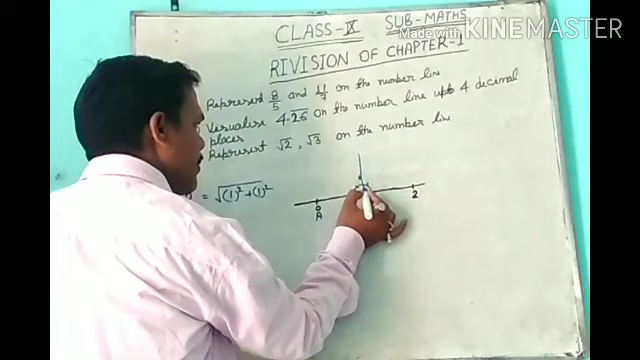 CLASS-IX SUB-MATHS
Made with KINEMASTER
RIVISION OF CHAPTER-1
Represent 8/5 and 11/7 on the number line
Visualise 4.26 on the number line upto 4 decimal
places
Represent √2, √3 on the number line
= √(1)²+(1)²
0 2
A